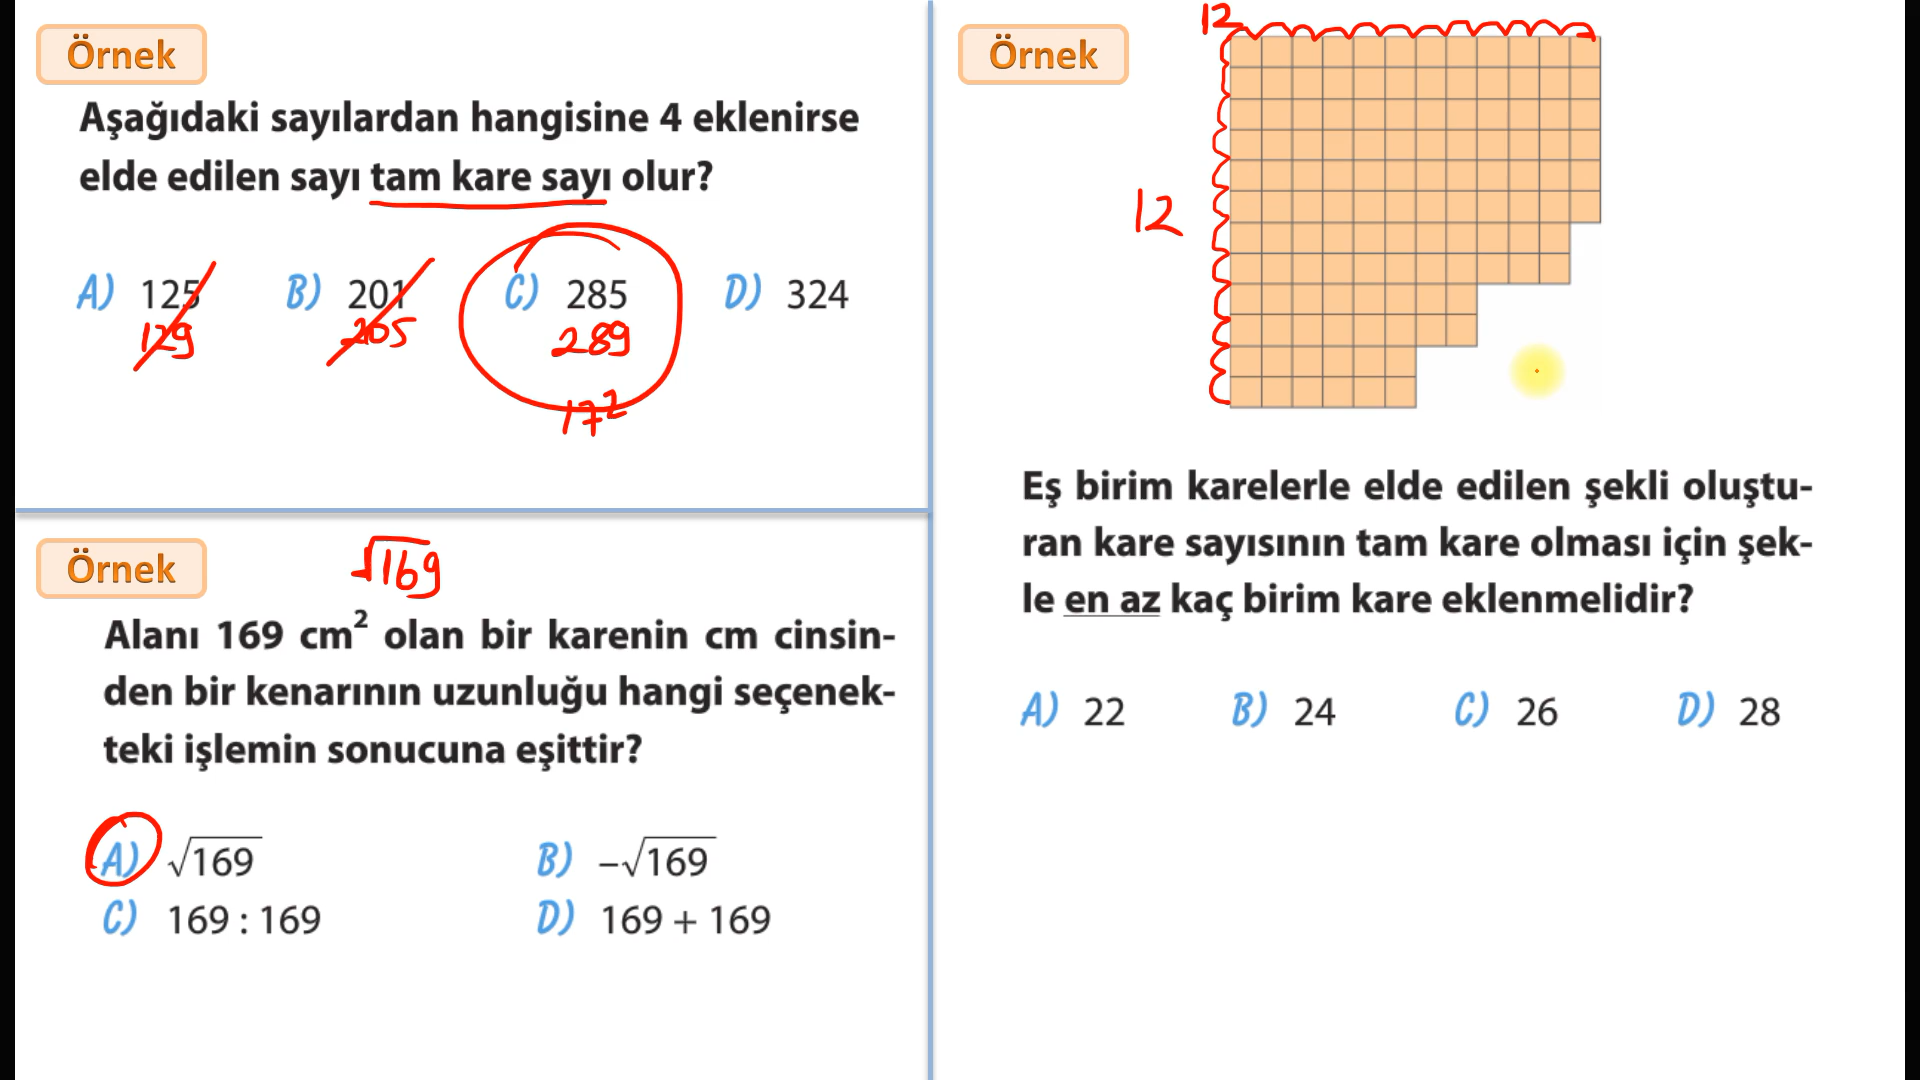 Örnek
Aşağıdaki sayılardan hangisine 4 eklenirse
elde edilen sayı tam kare sayı olur?
A) 125 B) 201 C) 285 D) 324
129 205 289
17²
Örnek
√169
Alanı 169 cm² olan bir karenin cm cinsin-
den bir kenarının uzunluğu hangi seçenek-
teki işlemin sonucuna eşittir?
A) √169 B) –√169
C) 169 : 169 D) 169 + 169
Örnek
12
12
Eş birim karelerle elde edilen şekli oluştu-
ran kare sayısının tam kare olması için şek-
le en az kaç birim kare eklenmelidir?
A) 22 B) 24 C) 26 D) 28